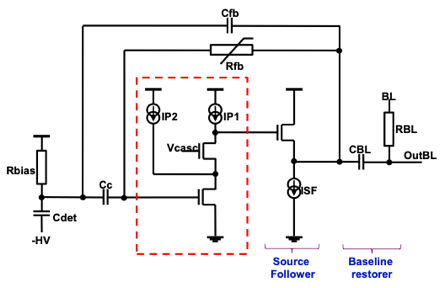 Cfb
Rfb
IP2
IP1
BL
Rbias
Vcasc
RBL
Cc
CBL
OutBL
Cdet
ISF
-HV
Source
Follower
Baseline
restorer